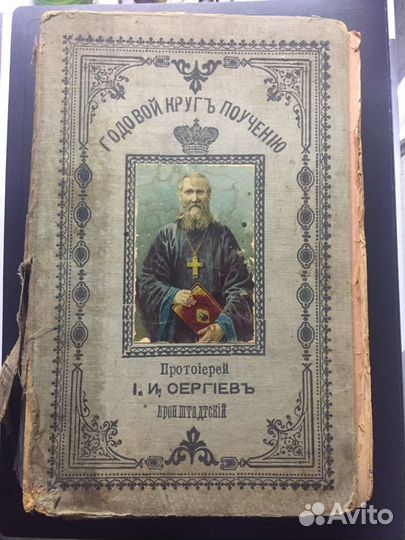 ГОДОВОЙ КРУГЪ ПОУЧЕНІЮ
Протоіерей
І. И. СЕРГІЕВЪ
Кронштадтскій
Avito